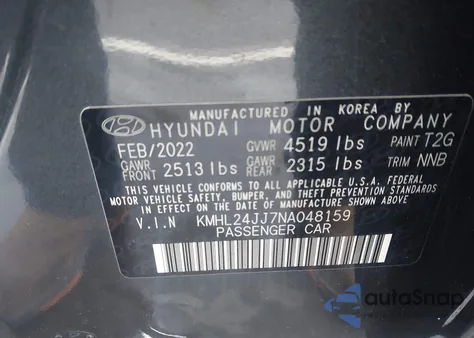 MANUFACTURED IN KOREA BY
HYUNDAI MOTOR COMPANY
FEB/2022 GVWR 4519 lbs PAINT T2G
GAWR FRONT 2513 lbs GAWR REAR 2315 lbs TRIM NNB
THIS VEHICLE CONFORMS TO ALL APPLICABLE U.S.A. FEDERAL
MOTOR VEHICLE SAFETY, BUMPER, AND THEFT PREVENTION
STANDARDS IN EFFECT ON THE DATE OF MANUFACTURE
SHOWN ABOVE.
V.I.N KMHL24JJ7NA048159
PASSENGER CAR
autoSnap